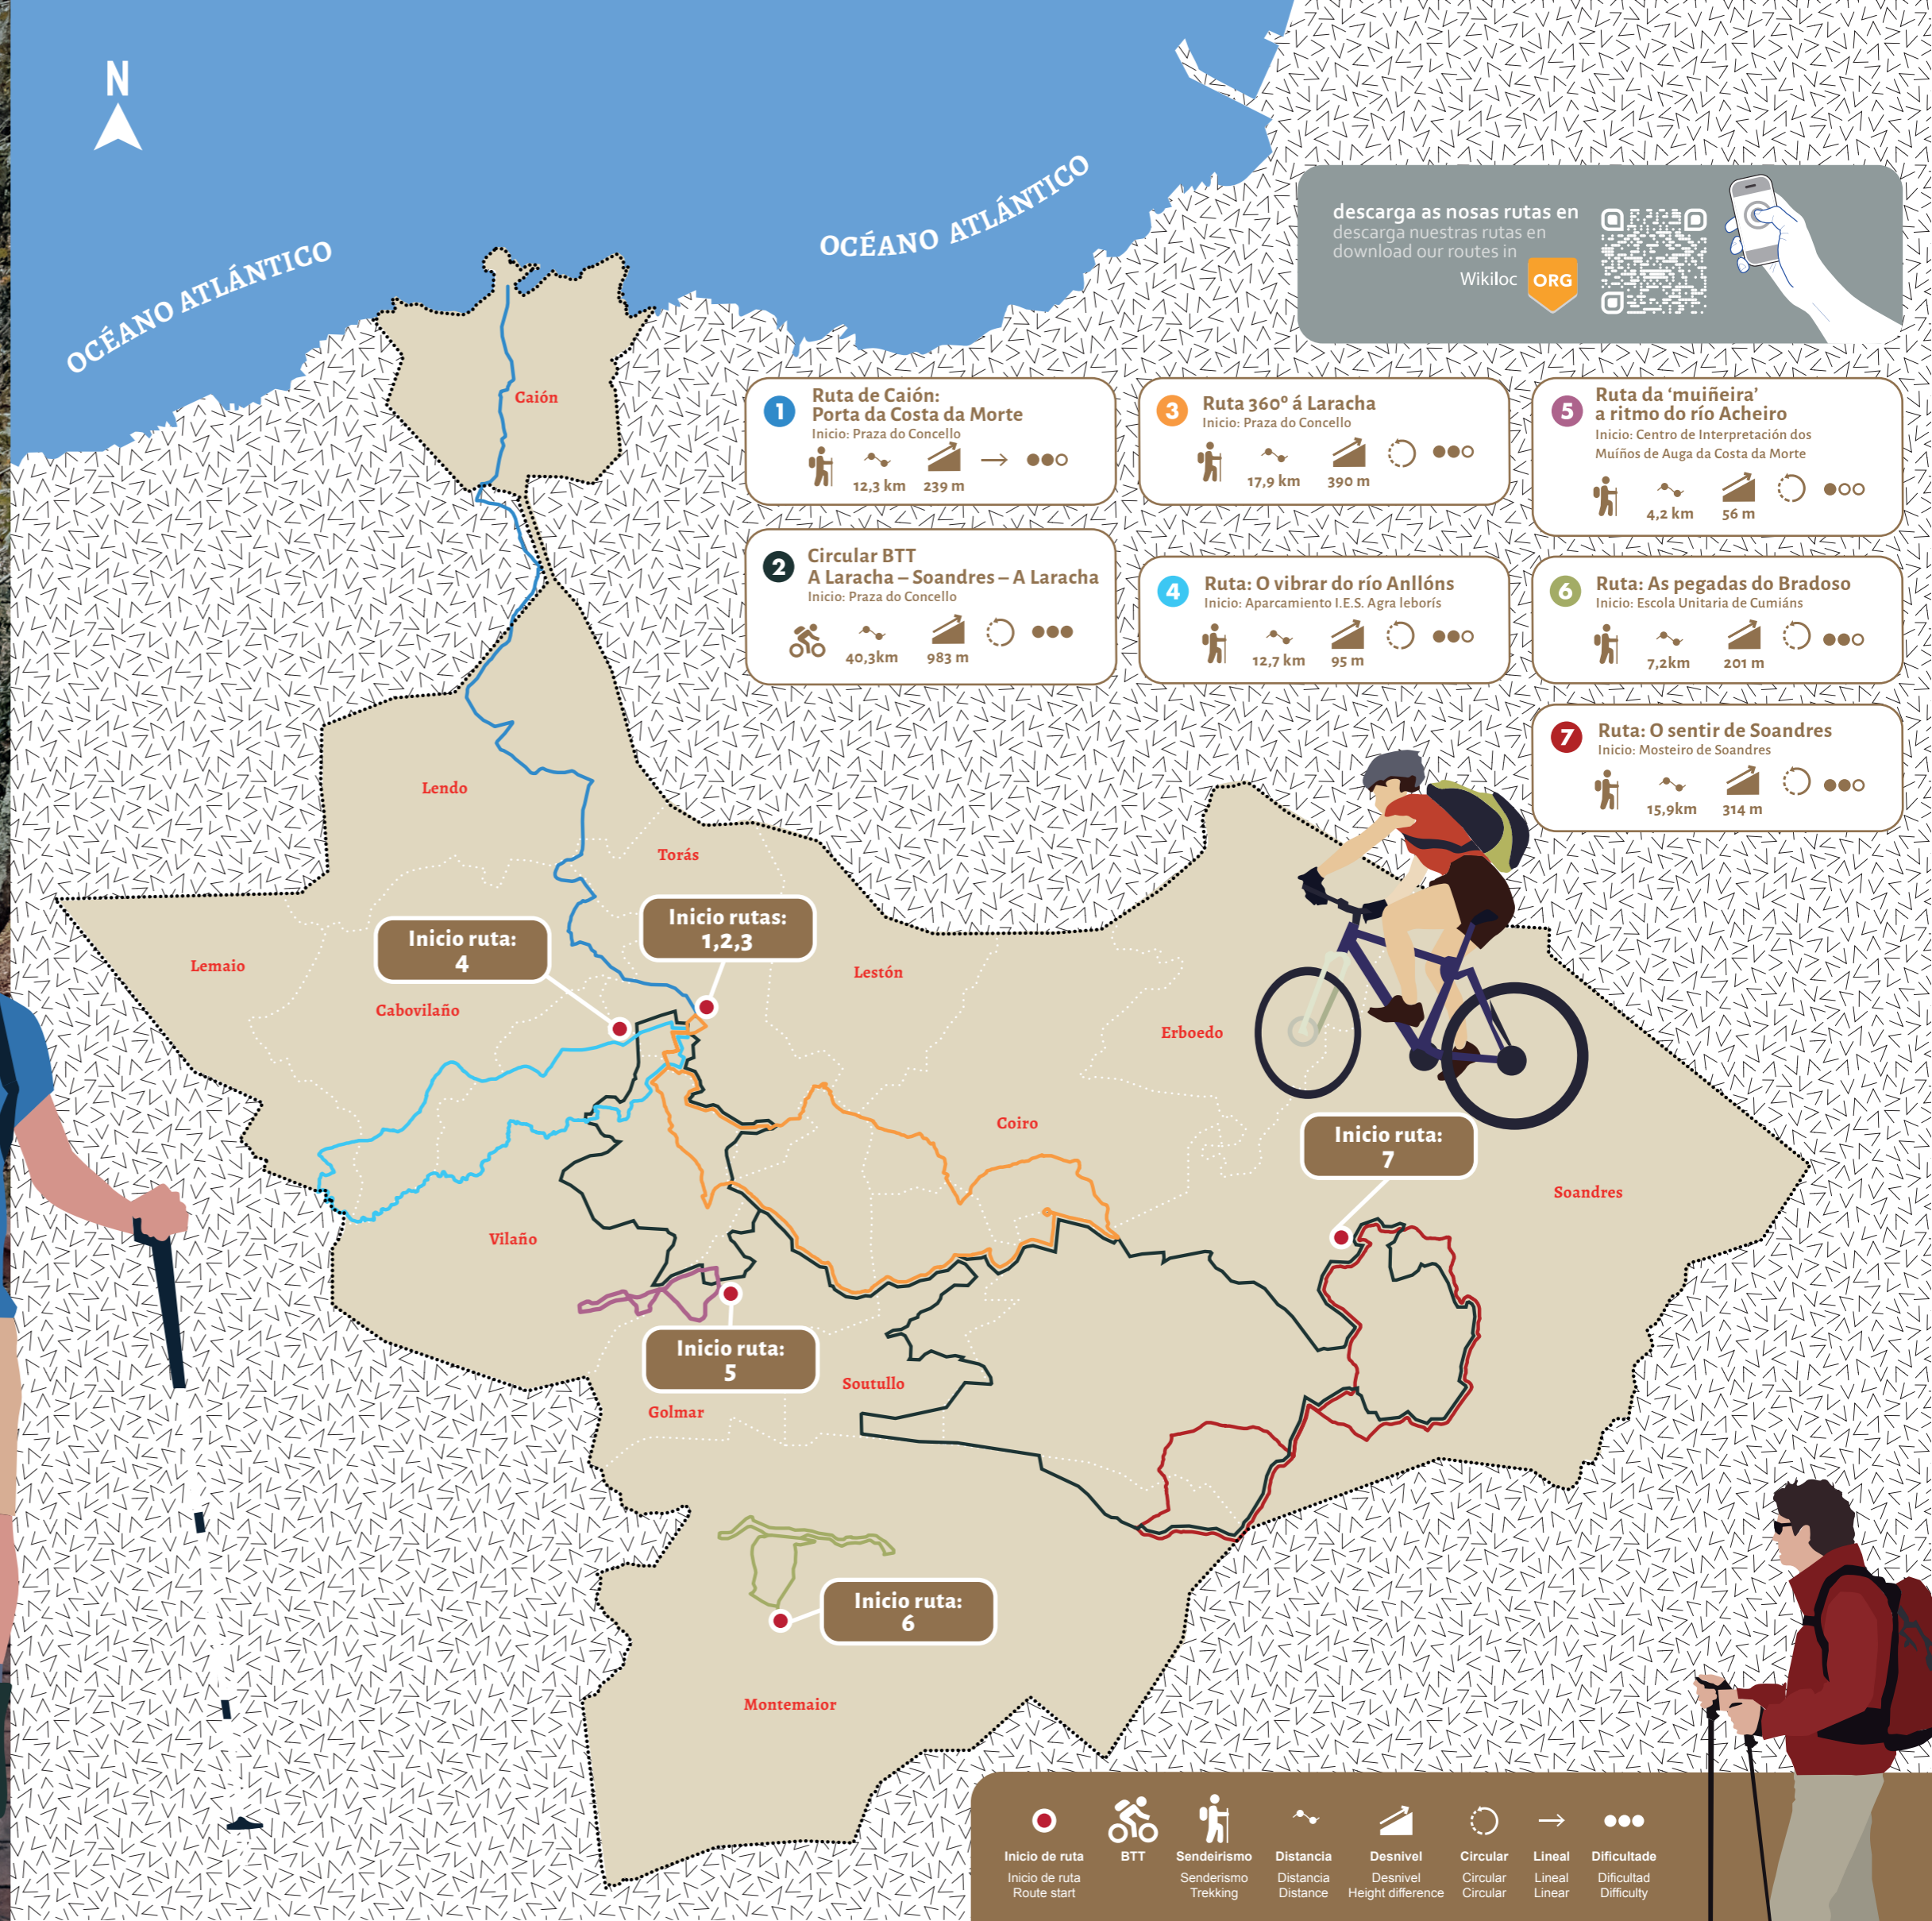 N
OCÉANO ATLÁNTICO
OCÉANO ATLÁNTICO
descarga as nosas rutas en
descarga nuestras rutas en
download our routes in
Wikiloc ORG
1
Ruta de Caión:
Porta da Costa da Morte
Inicio: Praza do Concello
12,3 km 239 m
2
Circular BTT
A Laracha – Soandres – A Laracha
Inicio: Praza do Concello
40,3km 983 m
3
Ruta 360º á Laracha
Inicio: Praza do Concello
17,9 km 390 m
4
Ruta: O vibrar do río Anllóns
Inicio: Aparcamiento I.E.S. Agra leborís
12,7 km 95 m
5
Ruta da ‘muiñeira’
a ritmo do río Acheiro
Inicio: Centro de Interpretación dos
Muíños de Auga da Costa da Morte
4,2 km 56 m
6
Ruta: As pegadas do Bradoso
Inicio: Escola Unitaria de Cumiáns
7,2km 201 m
7
Ruta: O sentir de Soandres
Inicio: Mosteiro de Soandres
15,9km 314 m
Caión
Lendo
Torás
Inicio ruta:
4
Inicio rutas:
1,2,3
Lemaio
Cabovilaño
Lestón
Erboedo
Coiro
Inicio ruta:
7
Soandres
Vilaño
Inicio ruta:
5
Soutullo
Golmar
Inicio ruta:
6
Montemaior
Inicio de ruta
Inicio de ruta
Route start
BTT
Sendeirismo
Senderismo
Trekking
Distancia
Distancia
Distance
Desnivel
Desnivel
Height difference
Circular
Circular
Circular
Lineal
Lineal
Linear
Dificultade
Dificultad
Difficulty